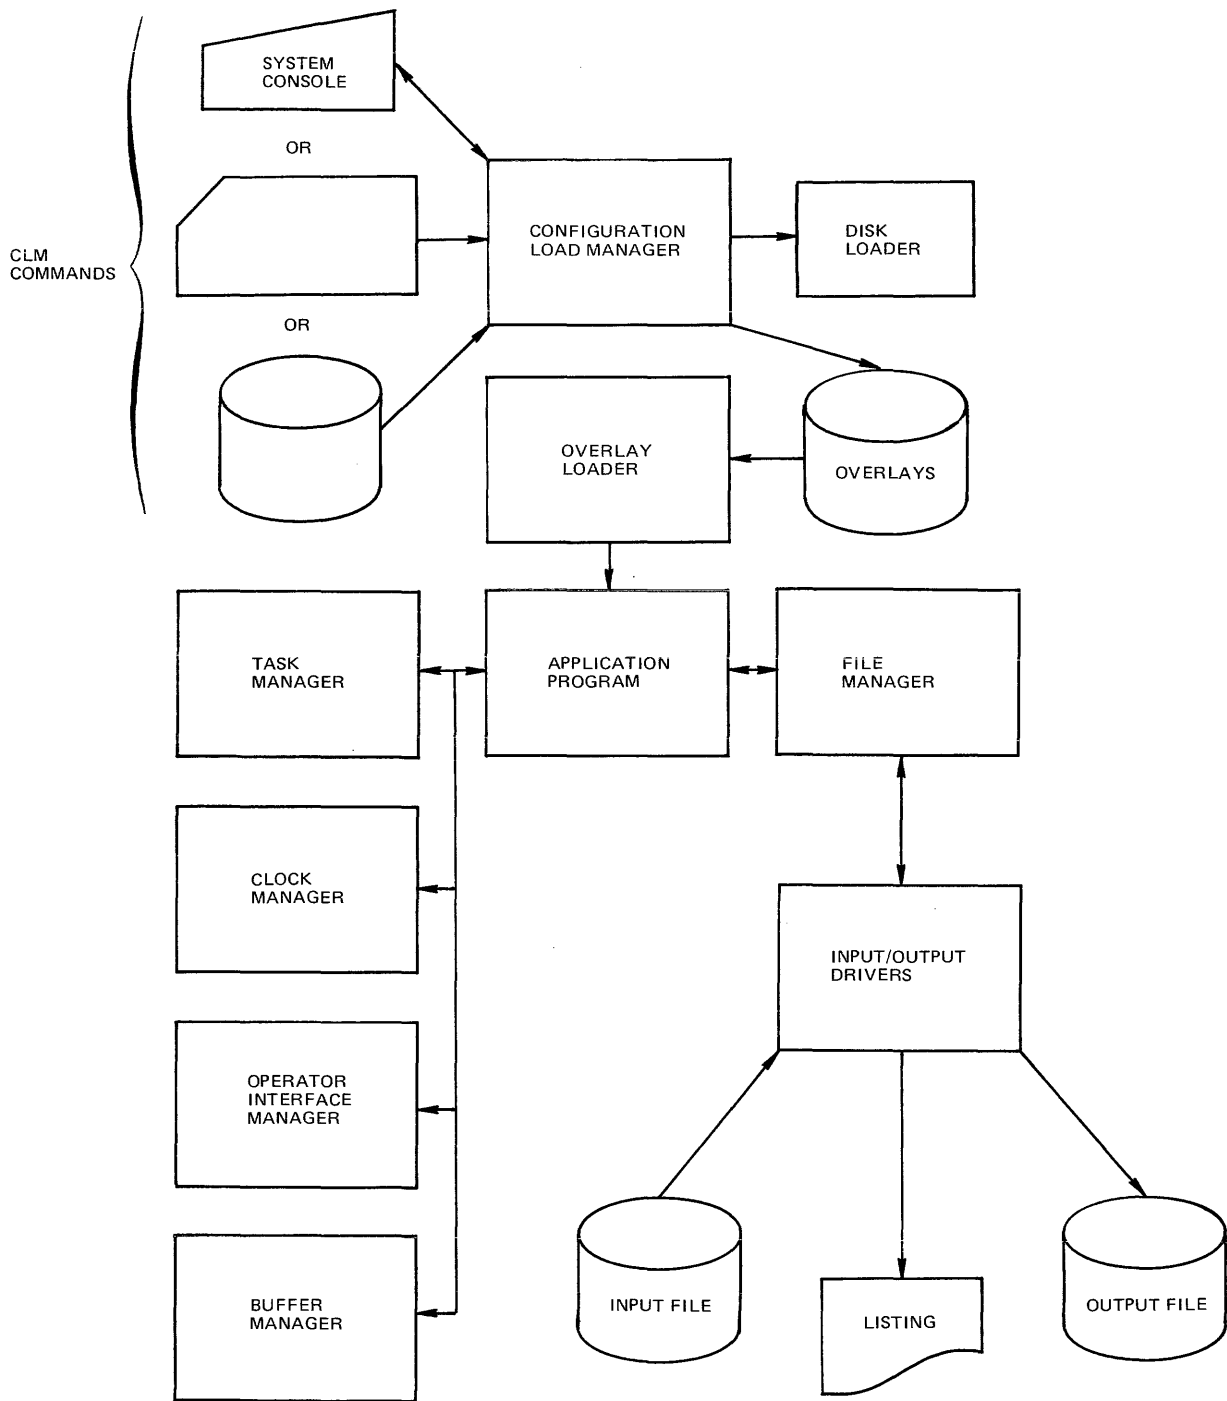 SYSTEM
CONSOLE
OR
CLM
COMMANDS
OR
CONFIGURATION
LOAD MANAGER
DISK
LOADER
OVERLAY
LOADER
OVERLAYS
TASK
MANAGER
APPLICATION
PROGRAM
FILE
MANAGER
CLOCK
MANAGER
INPUT/OUTPUT
DRIVERS
OPERATOR
INTERFACE
MANAGER
BUFFER
MANAGER
INPUT FILE
LISTING
OUTPUT FILE